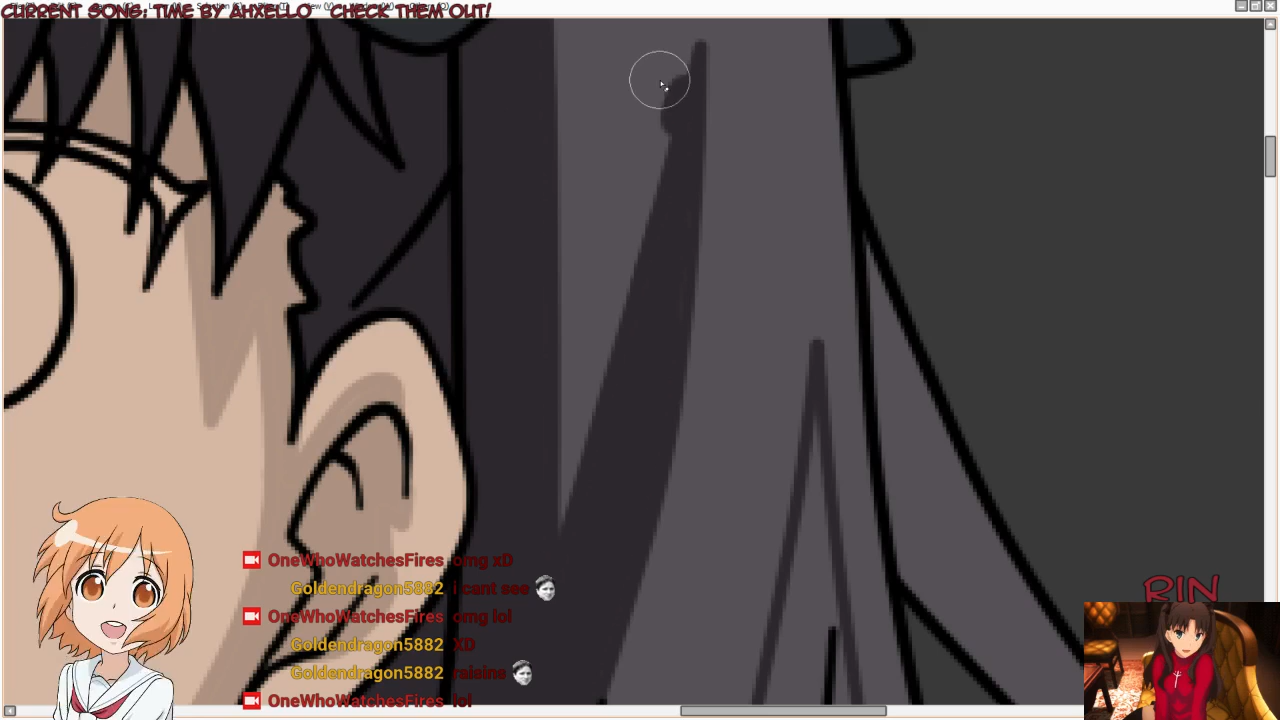 CURRENT SONG: TIME BY AHXELLO   CHECK THEM OUT!
OneWhoWatchesFires omg xD
Goldendragon5882 i cant see
OneWhoWatchesFires omg lol
Goldendragon5882 XD
Goldendragon5882 raisine
OneWhoWatchesFires lol
RIN